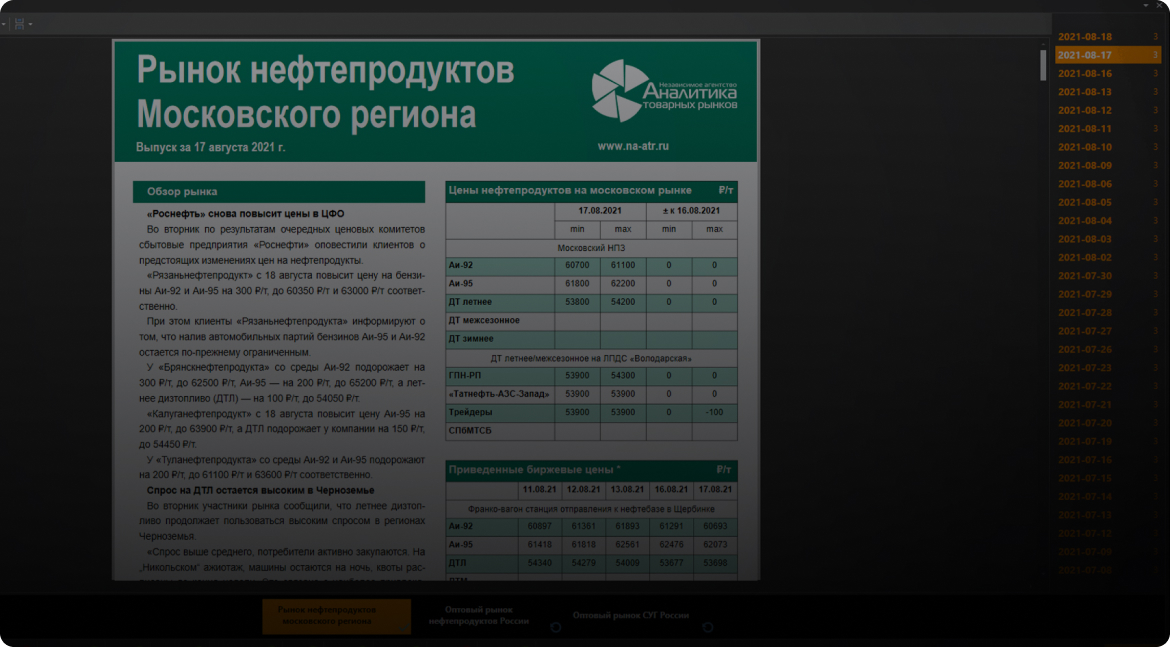 Рынок нефтепродуктов
Московского региона
Выпуск за 17 августа 2021 г.
Независимое агентство
Аналитика
товарных рынков
www.na-atr.ru
Обзор рынка
«Роснефть» снова повысит цены в ЦФО
Во вторник по результатам очередных ценовых комитетов
сбытовые предприятия «Роснефти» оповестили клиентов о
предстоящих изменениях цен на нефтепродукты.
«Рязаньнефтепродукт» с 18 августа повысит цену на бензи-
ны Аи-92 и Аи-95 на 300 ₽/т, до 60350 ₽/т и 63000 ₽/т соответ-
ственно.
При этом клиенты «Рязаньнефтепродукта» информируют о
том, что налив автомобильных партий бензинов Аи-95 и Аи-92
остается по-прежнему ограниченным.
У «Брянскнефтепродукта» со среды Аи-92 подорожает на
300 ₽/т, до 62500 ₽/т, Аи-95 — на 200 ₽/т, до 65200 ₽/т, а лет-
нее дизтопливо (ДТЛ) — на 100 ₽/т, до 54050 ₽/т.
«Калуганефтепродукт» с 18 августа повысит цену Аи-95 на
200 ₽/т, до 63900 ₽/т, а ДТЛ подорожает у компании на 150 ₽/т,
до 54450 ₽/т.
У «Туланефтепродукта» со среды Аи-92 и Аи-95 подорожают
на 200 ₽/т, до 61100 ₽/т и 63600 ₽/т соответственно.
Спрос на ДТЛ остается высоким в Черноземье
Во вторник участники рынка сообщили, что летнее дизтоп-
ливо продолжает пользоваться высоким спросом в регионах
Черноземья.
«Спрос выше среднего, потребители активно закупаются. На
„Никольском“ ажиотаж, машины остаются на ночь, квоты рас-
Цены нефтепродуктов на московском рынке ₽/т
17.08.2021 ± к 16.08.2021
min max min max
Московский НПЗ
Аи-92 60700 61100 0 0
Аи-95 61800 62200 0 0
ДТ летнее 53800 54200 0 0
ДТ межсезонное
ДТ зимнее
ДТ летнее/межсезонное на ЛПДС «Володарская»
ГПН-РП 53900 54300 0 0
«Татнефть-АЗС-Запад» 53900 53900 0 0
Трейдеры 53900 53900 0 -100
СПбМТСБ
Приведенные биржевые цены * ₽/т
11.08.21 12.08.21 13.08.21 16.08.21 17.08.21
Франко-вагон станция отправления к нефтебазе в Щербинке
Аи-92 60897 61361 61893 61291 60693
Аи-95 61418 61818 62561 62476 62073
ДТЛ 54340 54279 54009 53877 53698
ДТМ
2021-08-18 3
2021-08-17 3
2021-08-16 3
2021-08-13 3
2021-08-12 3
2021-08-11 3
2021-08-10 3
2021-08-09 3
2021-08-06 3
2021-08-05 3
2021-08-04 3
2021-08-03 3
2021-08-02 3
2021-07-30 3
2021-07-29 3
2021-07-28 3
2021-07-27 3
2021-07-26 3
2021-07-23 3
2021-07-22 3
2021-07-21 3
2021-07-20 3
2021-07-19
2021-07-16
2021-07-15
2021-07-14
2021-07-13
2021-07-12
2021-07-09
2021-07-08
Рынок нефтепродуктов
московского региона
Оптовый рынок
нефтепродуктов России
Оптовый рынок СУГ России